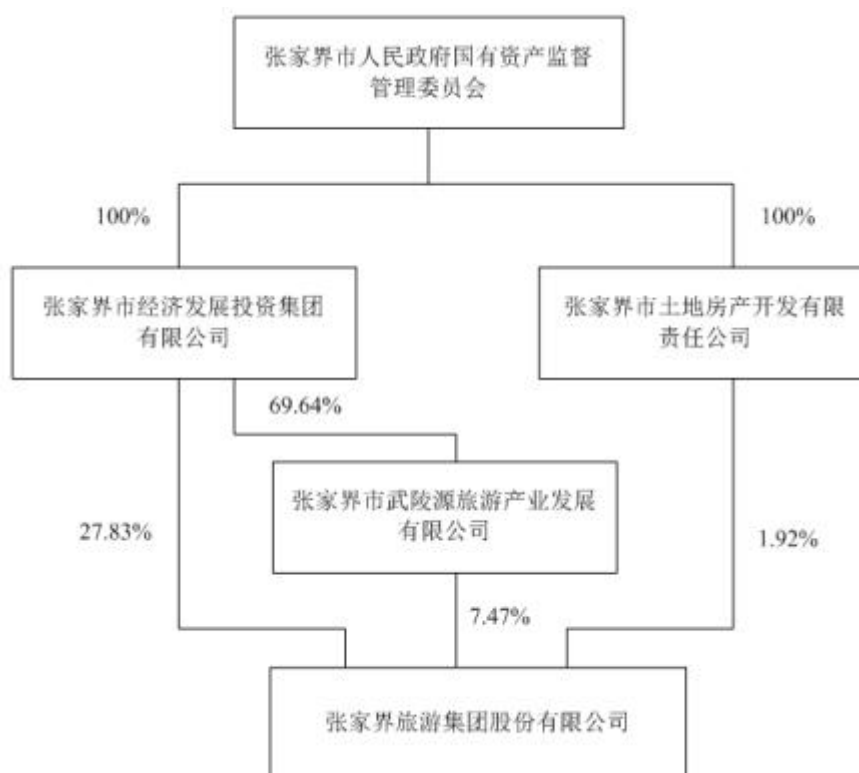 张家界市人民政府国有资产监督
管理委员会
100%
100%
张家界市经济发展投资集团
有限公司
张家界市土地房产开发有限
责任公司
69.64%
张家界市武陵源旅游产业发展
有限公司
27.83%
1.92%
7.47%
张家界旅游集团股份有限公司